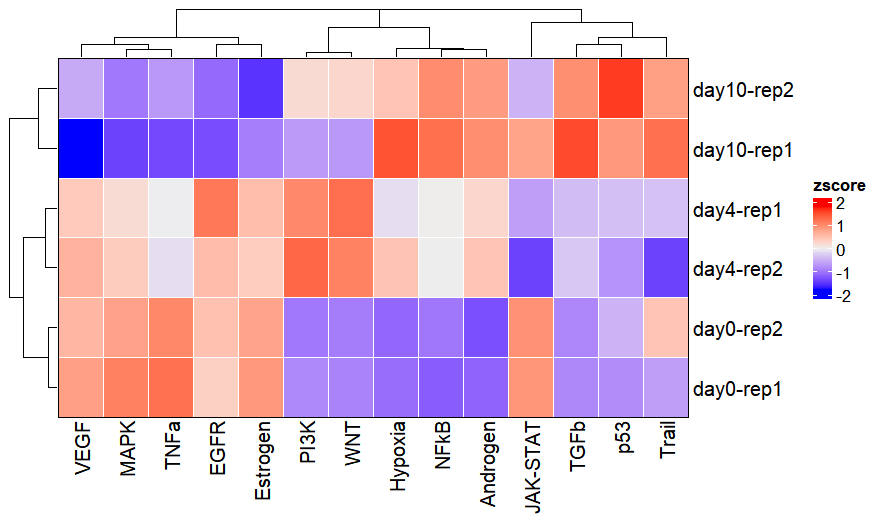 day10-rep2
day10-rep1
day4-rep1
day4-rep2
day0-rep2
day0-rep1
zscore
2
1
0
-1
-2
VEGF
MAPK
TNFa
EGFR
Estrogen
PI3K
WNT
Hypoxia
NFkB
Androgen
JAK-STAT
TGFb
p53
Trail